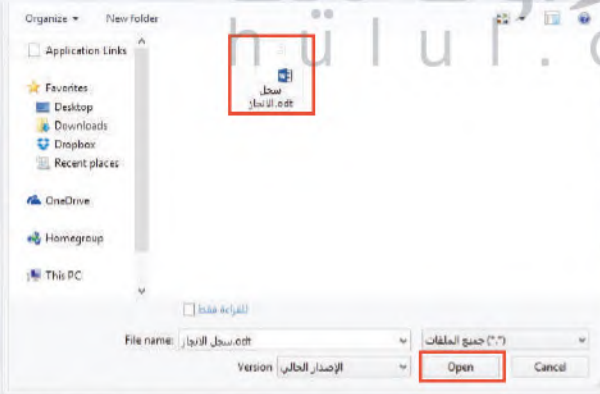 Organize New folder
hülul.
Application Links
Favorites
Desktop
Downloads
Dropbox
Recent places
OneDrive
Homegroup
This PC
سجل
الانجاز.odt
للقراءة فقط
File name: سجل الانجاز.odt
جميع الملفات (*.*)
Version الإصدار الحالي
Open Cancel